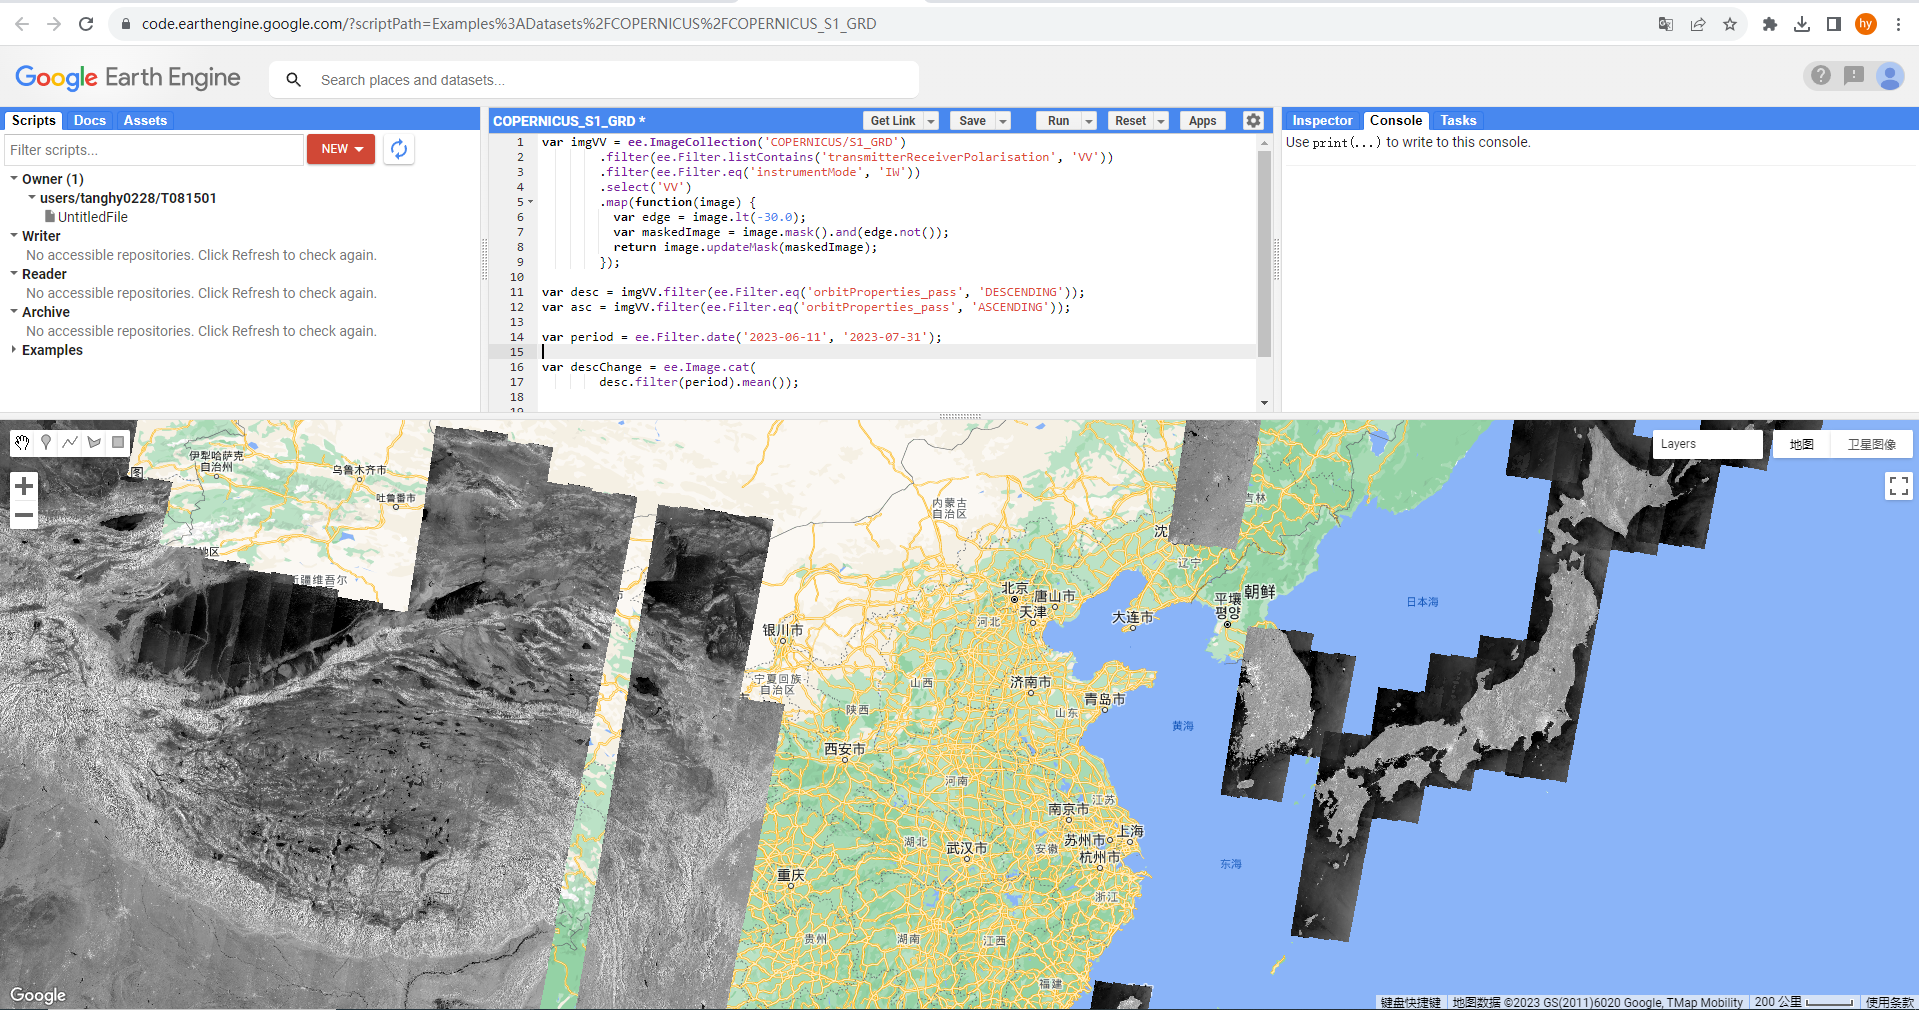 code.earthengine.google.com/?scriptPath=Examples%3ADatasets%2FCOPERNICUS%2FCOPERNICUS_S1_GRD
hy
Google Earth Engine
Search places and datasets...
Scripts Docs Assets
Filter scripts...
NEW
Owner (1)
users/tanghy0228/T081501
UntitledFile
Writer
No accessible repositories. Click Refresh to check again.
Reader
No accessible repositories. Click Refresh to check again.
Archive
No accessible repositories. Click Refresh to check again.
Examples
COPERNICUS_S1_GRD *
Get Link Save Run Reset Apps
1 var imgVV = ee.ImageCollection('COPERNICUS/S1_GRD')
2 .filter(ee.Filter.listContains('transmitterReceiverPolarisation', 'VV'))
3 .filter(ee.Filter.eq('instrumentMode', 'IW'))
4 .select('VV')
5 .map(function(image) {
6 var edge = image.lt(-30.0);
7 var maskedImage = image.mask().and(edge.not());
8 return image.updateMask(maskedImage);
9 });
10
11 var desc = imgVV.filter(ee.Filter.eq('orbitProperties_pass', 'DESCENDING'));
12 var asc = imgVV.filter(ee.Filter.eq('orbitProperties_pass', 'ASCENDING'));
13
14 var period = ee.Filter.date('2023-06-11', '2023-07-31');
15
16 var descChange = ee.Image.cat(
17 desc.filter(period).mean());
18
19
Inspector Console Tasks
Use print(...) to write to this console.
Layers
地图
卫星图像
伊犁哈萨克
自治州
图
乌鲁木齐市
吐鲁番市
地区
疆维吾尔
内蒙古
自治区
吉林
沈
辽宁
北京
唐山市
天津
河北
大连市
平壤
평양
朝鲜
日本海
银川市
宁夏回族
自治区
山西
济南市
青岛市
山东
陕西
黄海
西安市
河南
南京市
江苏
上海
苏州市
安徽
杭州市
湖北
武汉市
东海
重庆
浙江
贵州
湖南
江西
福建
Google
键盘快捷键
地图数据 ©2023 GS(2011)6020 Google, TMap Mobility
200 公里
使用条款